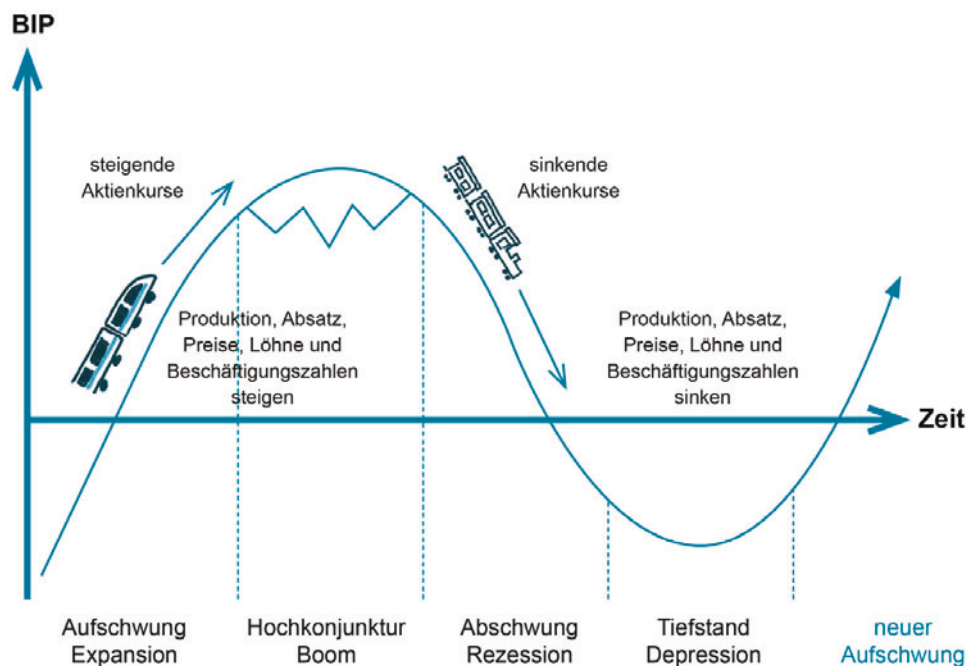 BIP
steigende
Aktienkurse
sinkende
Aktienkurse
Produktion, Absatz,
Preise, Löhne und
Beschäftigungszahlen
steigen
Produktion, Absatz,
Preise, Löhne und
Beschäftigungszahlen
sinken
Zeit
Aufschwung
Expansion
Hochkonjunktur
Boom
Abschwung
Rezession
Tiefstand
Depression
neuer
Aufschwung